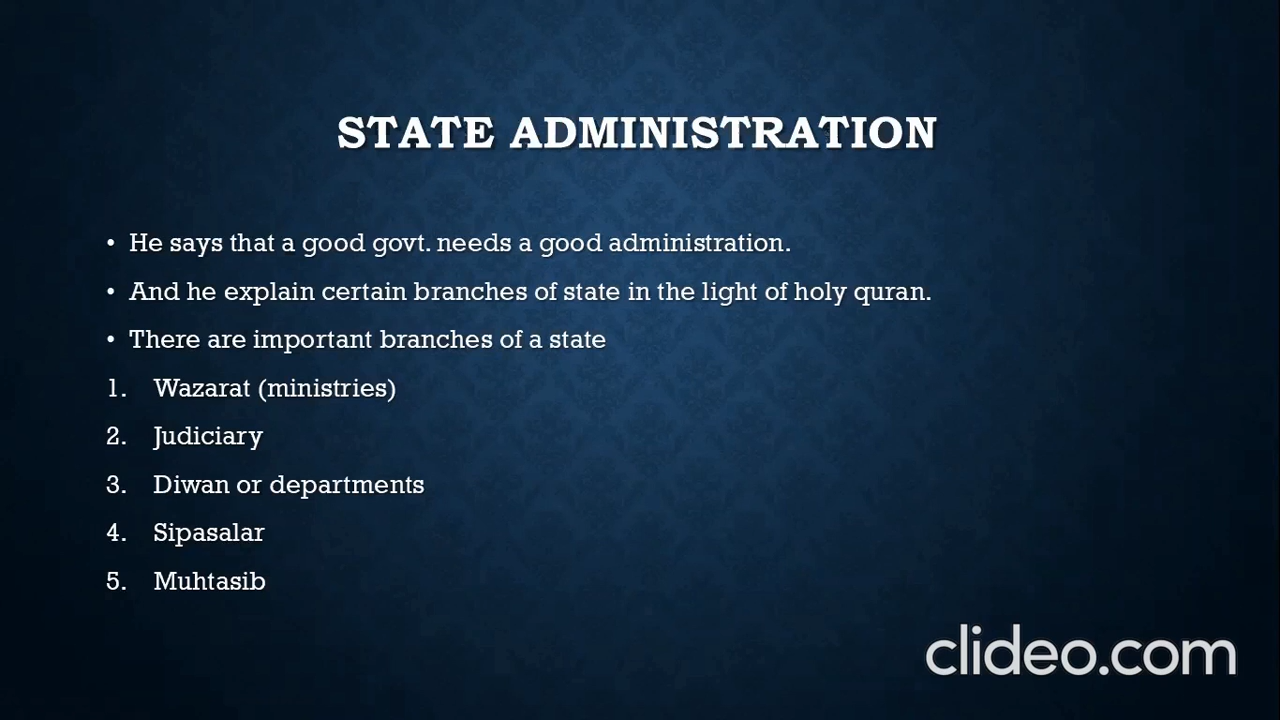 STATE ADMINISTRATION
• He says that a good govt. needs a good administration.
• And he explain certain branches of state in the light of holy quran.
• There are important branches of a state
1. Wazarat (ministries)
2. Judiciary
3. Diwan or departments
4. Sipasalar
5. Muhtasib
clideo.com